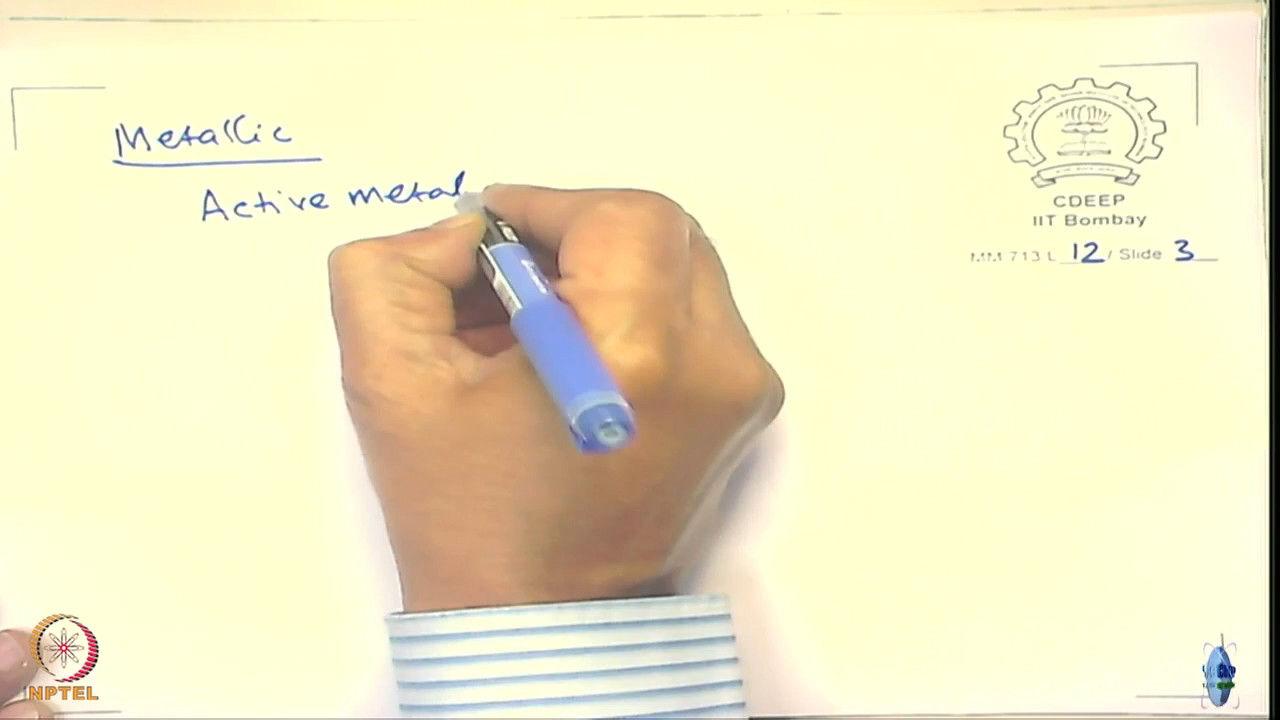 Metallic
Active metal
CDEEP
IIT Bombay
MM 713 L 12 / Slide 3
NPTEL